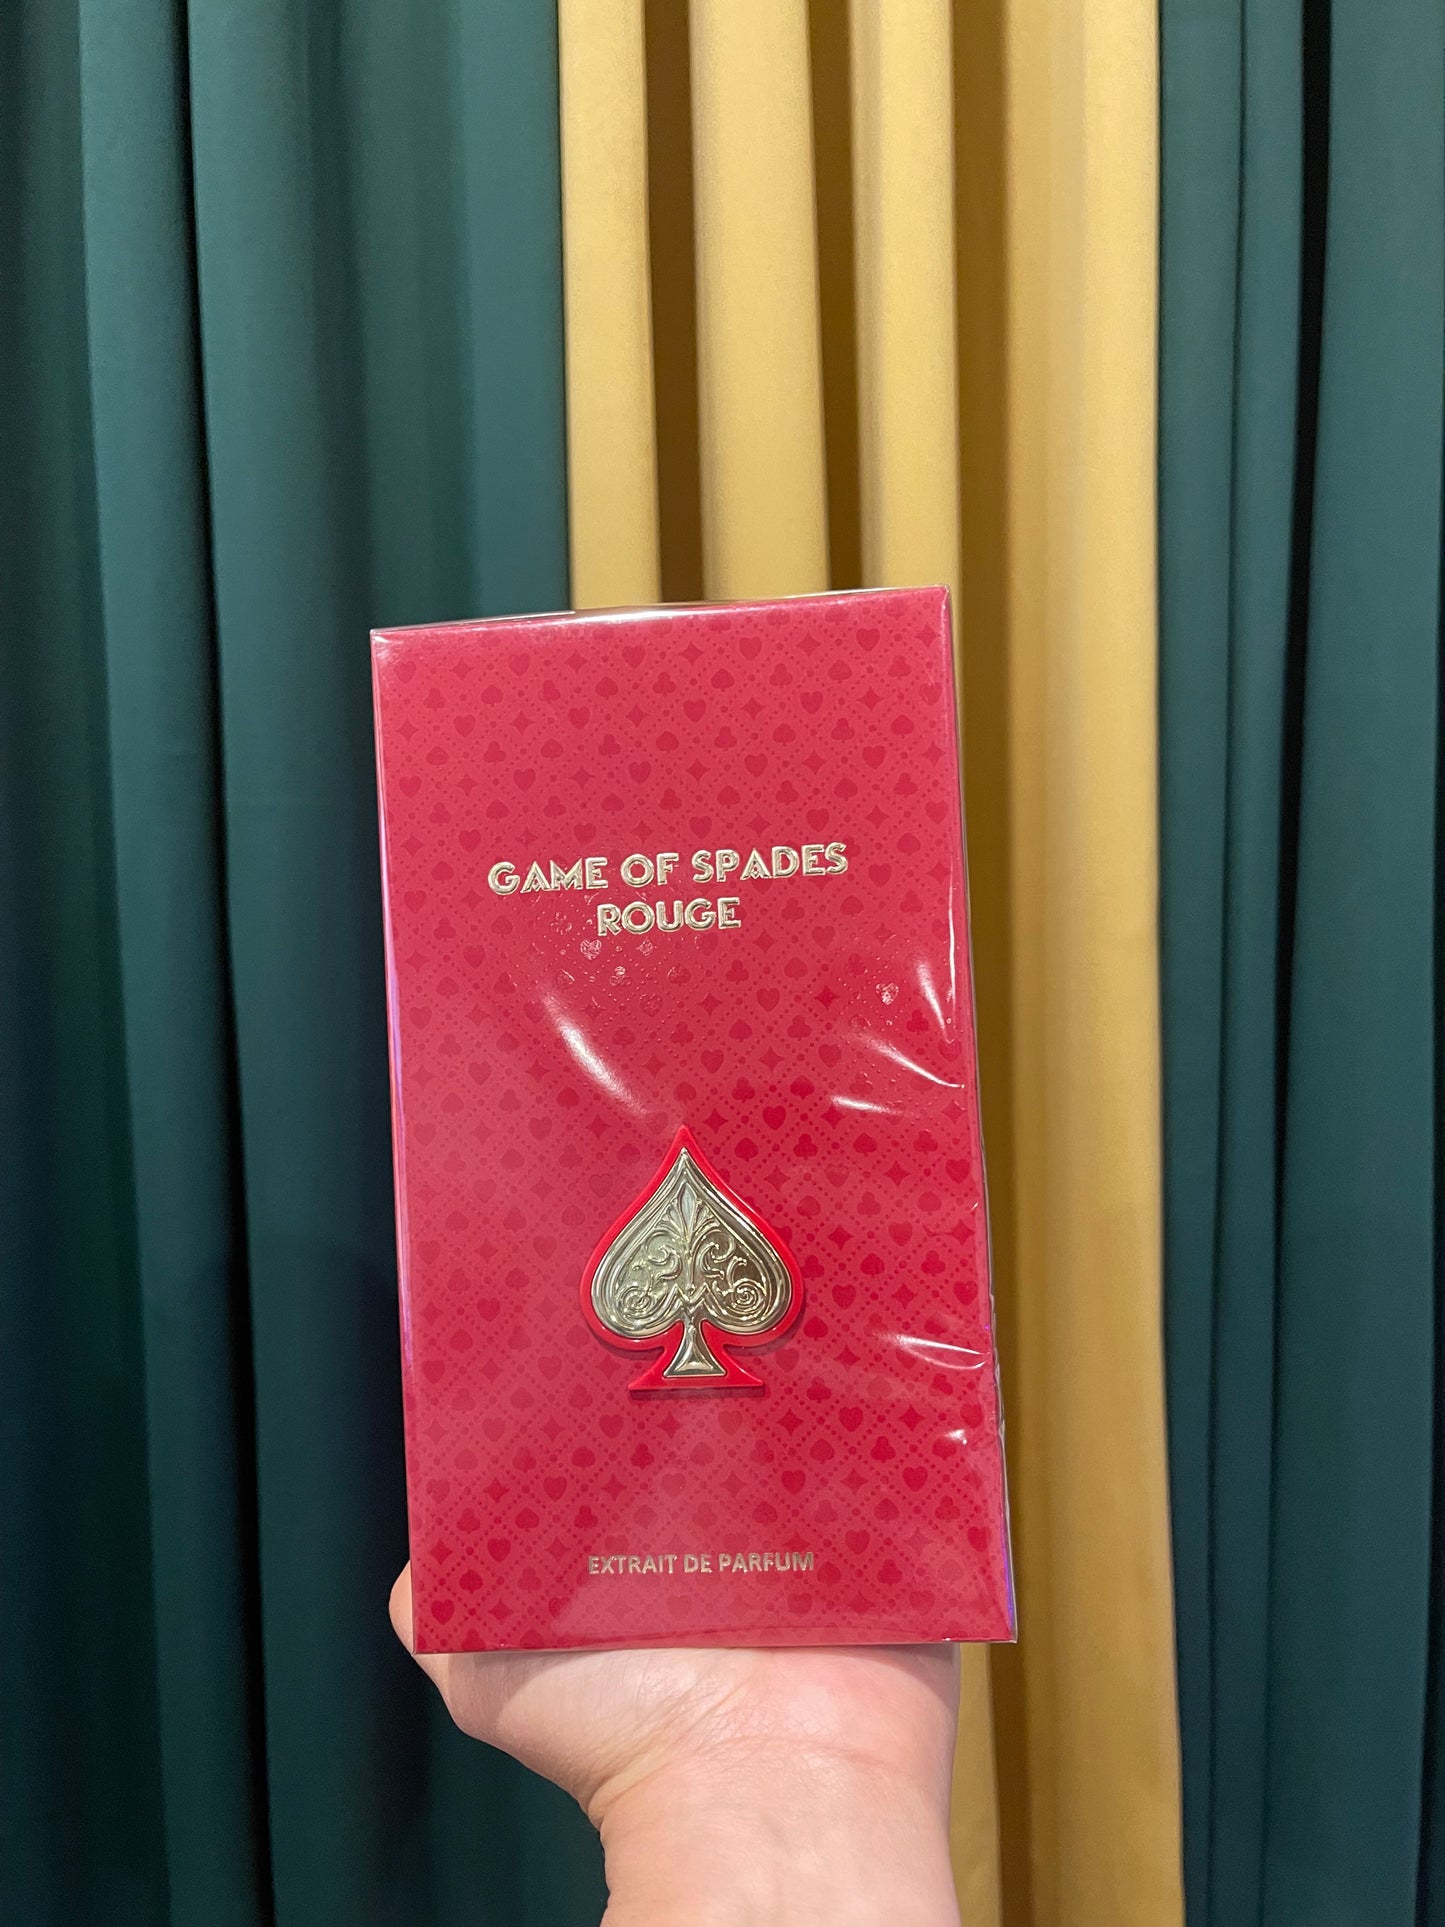 GAME OF SPADES
ROUGE
EXTRAIT DE PARFUM